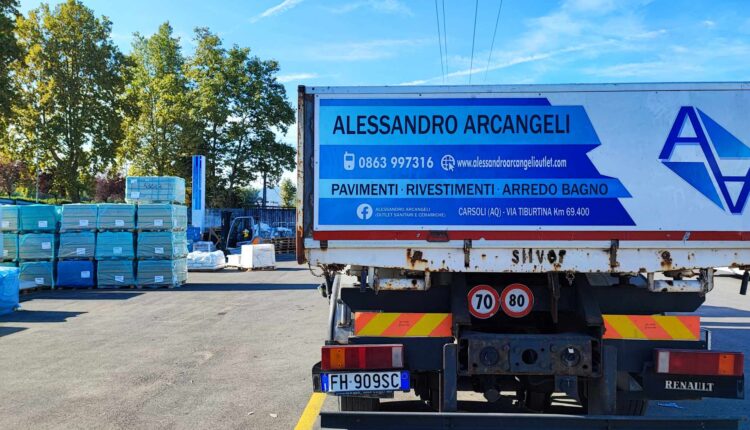 ALESSANDRO ARCANGELI
0863 997316 www.alessandroarcangelioutlet.com
PAVIMENTI · RIVESTIMENTI · ARREDO BAGNO
ALESSANDRO ARCANGELI
(OUTLET SANITARI E CERAMICHE)
CARSOLI (AQ) - VIA TIBURTINA Km 69.400
silver
70 80
FH·909SC
RENAULT